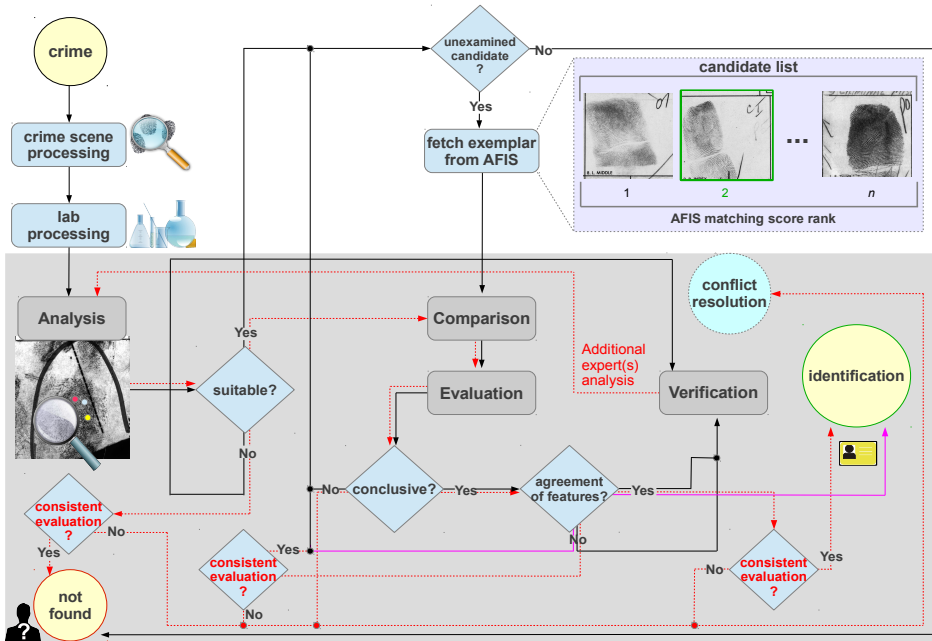 crime
unexamined
candidate
?
No
Yes
candidate list
crime scene
processing
fetch exemplar
from AFIS
1
2
...
n
AFIS matching score rank
lab
processing
conflict
resolution
Analysis
Yes
Comparison
Additional
expert(s)
analysis
suitable?
Evaluation
Verification
identification
No
No
conclusive?
Yes
agreement
of features?
Yes
No
consistent
evaluation
?
No
Yes
Yes
consistent
evaluation
?
No
No
consistent
evaluation
?
Yes
not
found
?